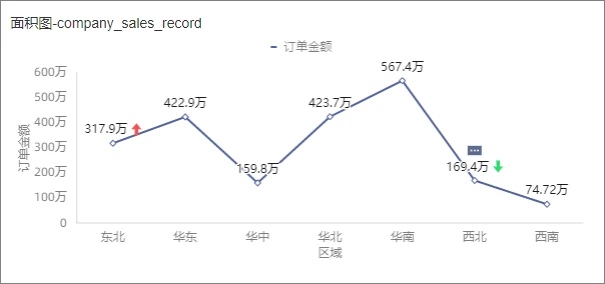 面积图-company_sales_record
订单金额
订单金额
600万
500万
400万
300万
200万
100万
0
317.9万
422.9万
159.8万
423.7万
567.4万
169.4万
74.72万
东北
华东
华中
华北
华南
西北
西南
区域